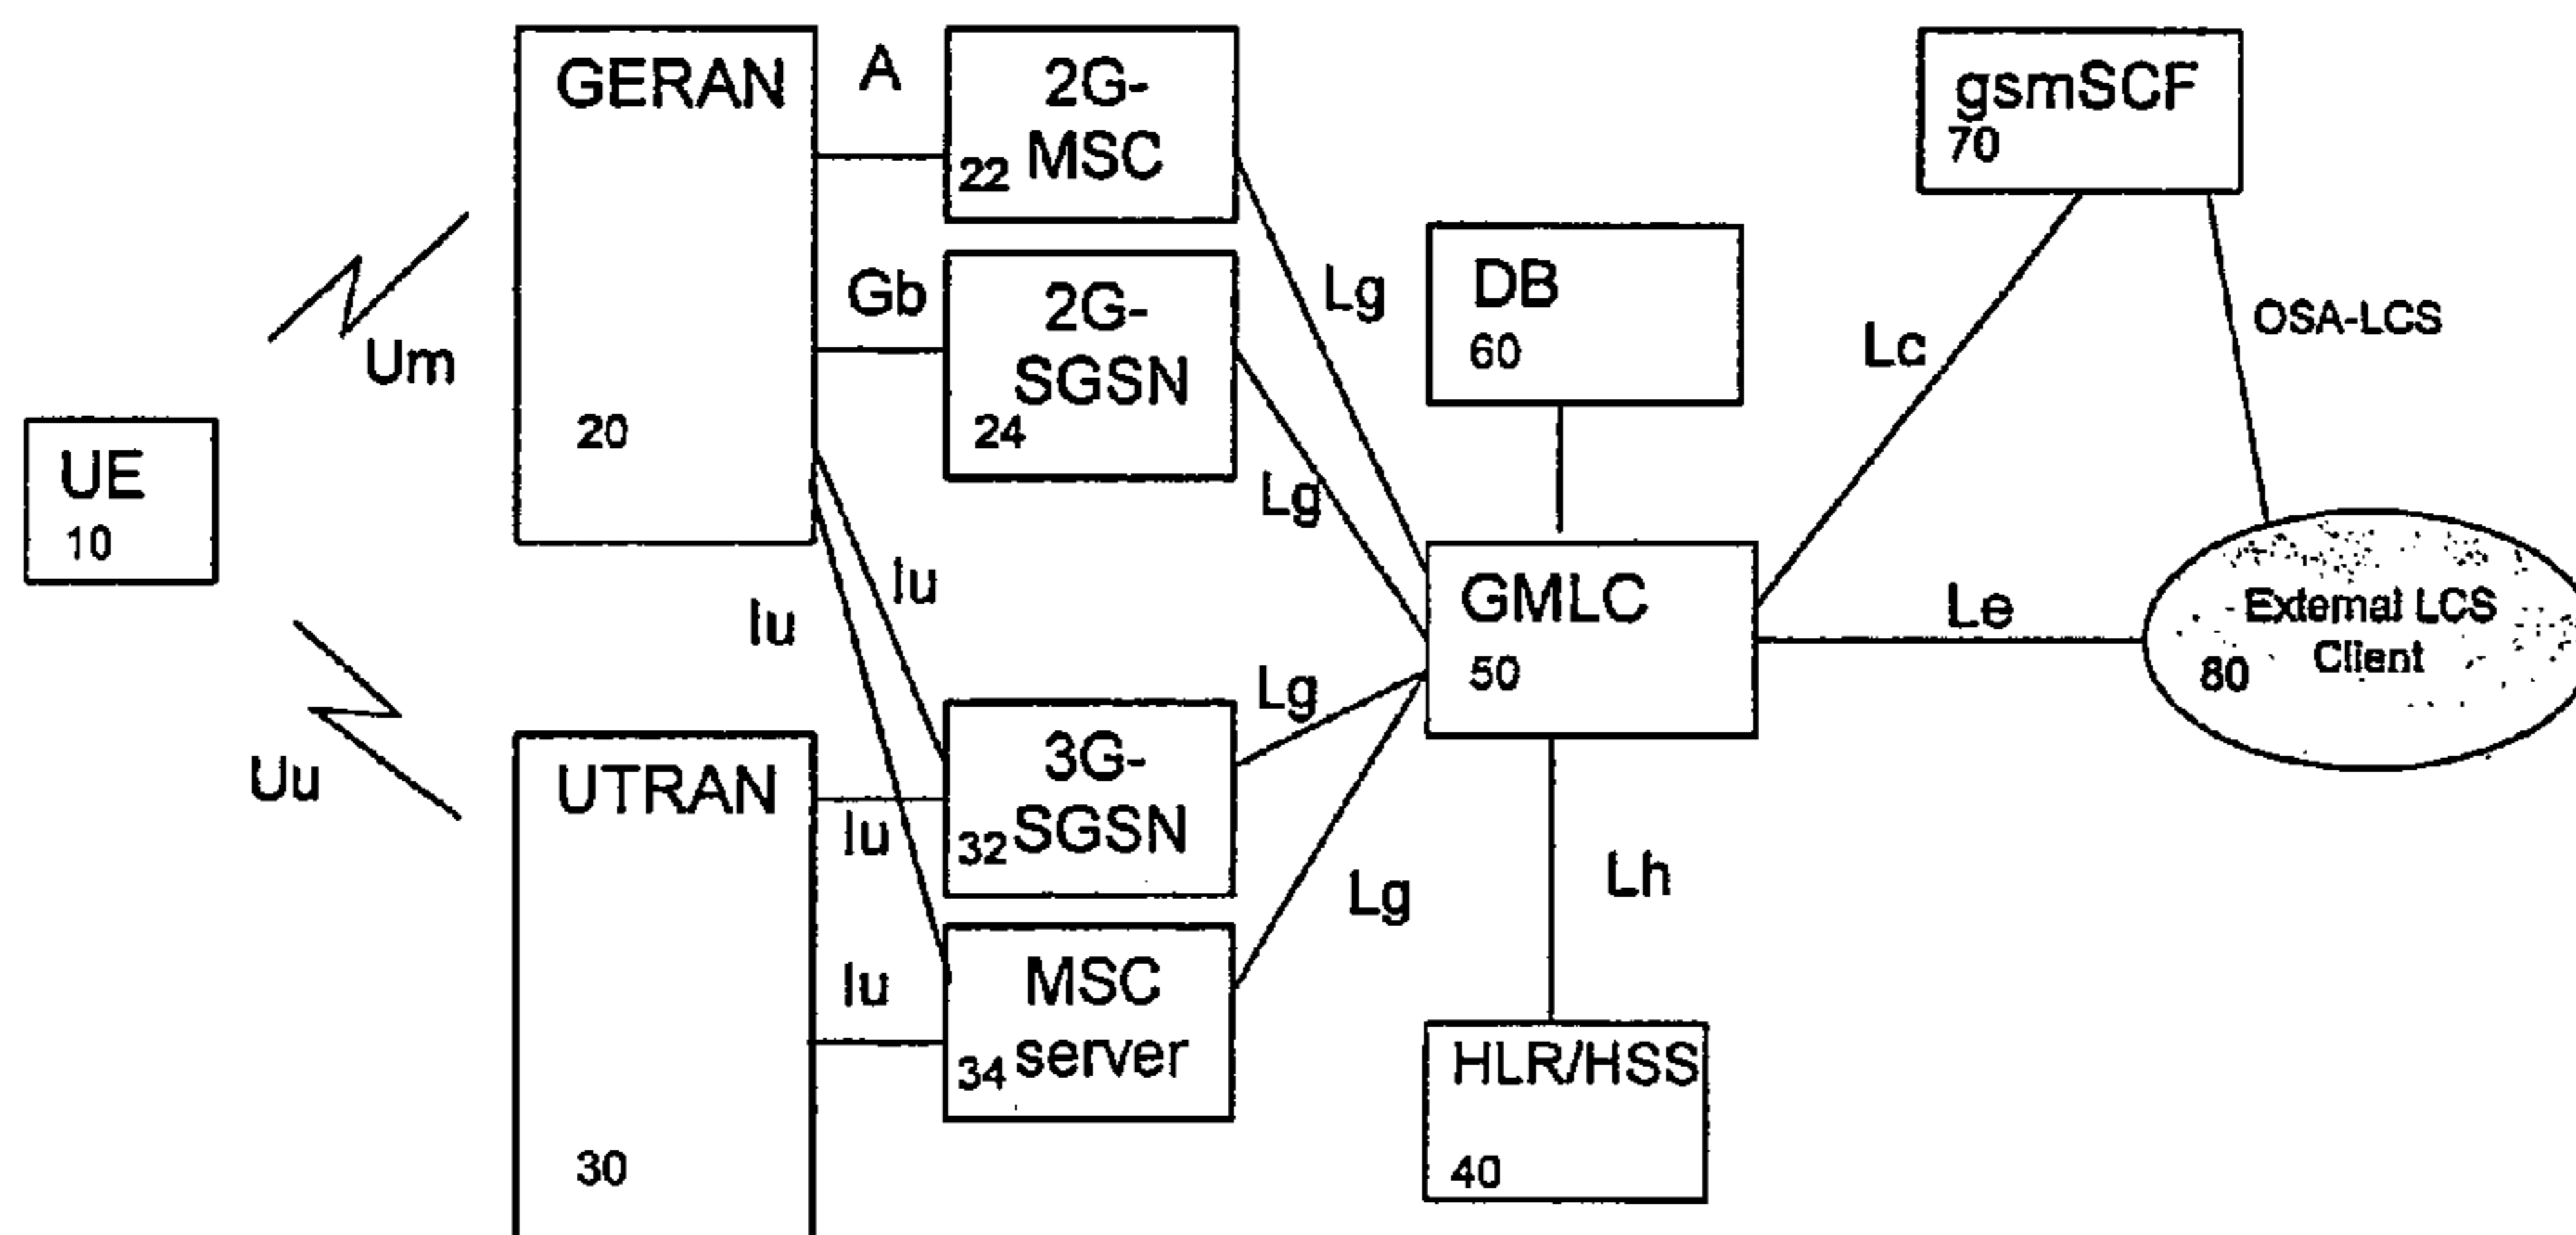 GERAN
20
A
2G-
MSC
22
Gb
2G-
SGSN
24
Um
UE
10
Uu
UTRAN
30
Iu
Iu
Iu
Iu
3G-
SGSN
32
MSC
server
34
Lg
Lg
Lg
Lg
DB
60
GMLC
50
Lh
HLR/HSS
40
gsmSCF
70
Lc
OSA-LCS
Le
External LCS
Client
80